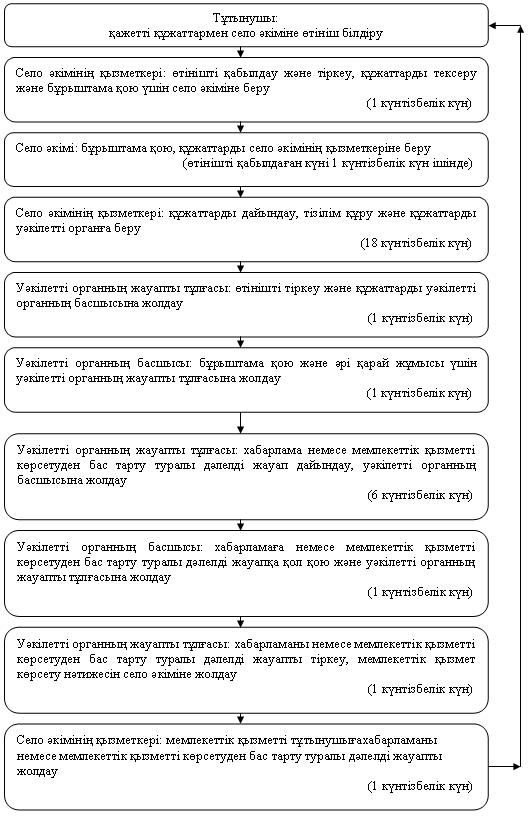 Тұтынушы:
қажетті құжаттармен село әкіміне өтініш білдіру
Село әкімінің қызметкері: өтінішті қабылдау және тіркеу, құжаттарды тексеру
және бұрыштама қою үшін село әкіміне беру
(1 күнтізбелік күн)
Село әкімі: бұрыштама қою, құжаттарды село әкімінің қызметкеріне беру
(өтінішті қабылдаған күні 1 күнтізбелік күн ішінде)
Село әкімінің қызметкері: құжаттарды дайындау, тізілім құру және құжаттарды
уәкілетті органға беру
(18 күнтізбелік күн)
Уәкілетті органның жауапты тұлғасы: өтінішті тіркеу және құжаттарды уәкілетті
органның басшысына жолдау
(1 күнтізбелік күн)
Уәкілетті органның басшысы: бұрыштама қою және әрі қарай жұмысы үшін
уәкілетті органның жауапты тұлғасына жолдау
(1 күнтізбелік күн)
Уәкілетті органның жауапты тұлғасы: хабарлама немесе мемлекеттік қызметті
көрсетуден бас тарту туралы дәлелді жауап дайындау, уәкілетті органның
басшысына жолдау
(6 күнтізбелік күн)
Уәкілетті органның басшысы: хабарламаға немесе мемлекеттік қызметті
көрсетуден бас тарту туралы дәлелді жауапқа қол қою және уәкілетті органның
жауапты тұлғасына жолдау
(1 күнтізбелік күн)
Уәкілетті органның жауапты тұлғасы: хабарламаны немесе мемлекеттік қызметті
көрсетуден бас тарту туралы дәлелді жауапты тіркеу, мемлекеттік қызмет
көрсету нәтижесін село әкіміне жолдау
(1 күнтізбелік күн)
Село әкімінің қызметкері: мемлекеттік қызметті тұтынушығахабарламаны
немесе мемлекеттік қызметті көрсетуден бас тарту туралы дәлелді жауапты
жолдау
(1 күнтізбелік күн)